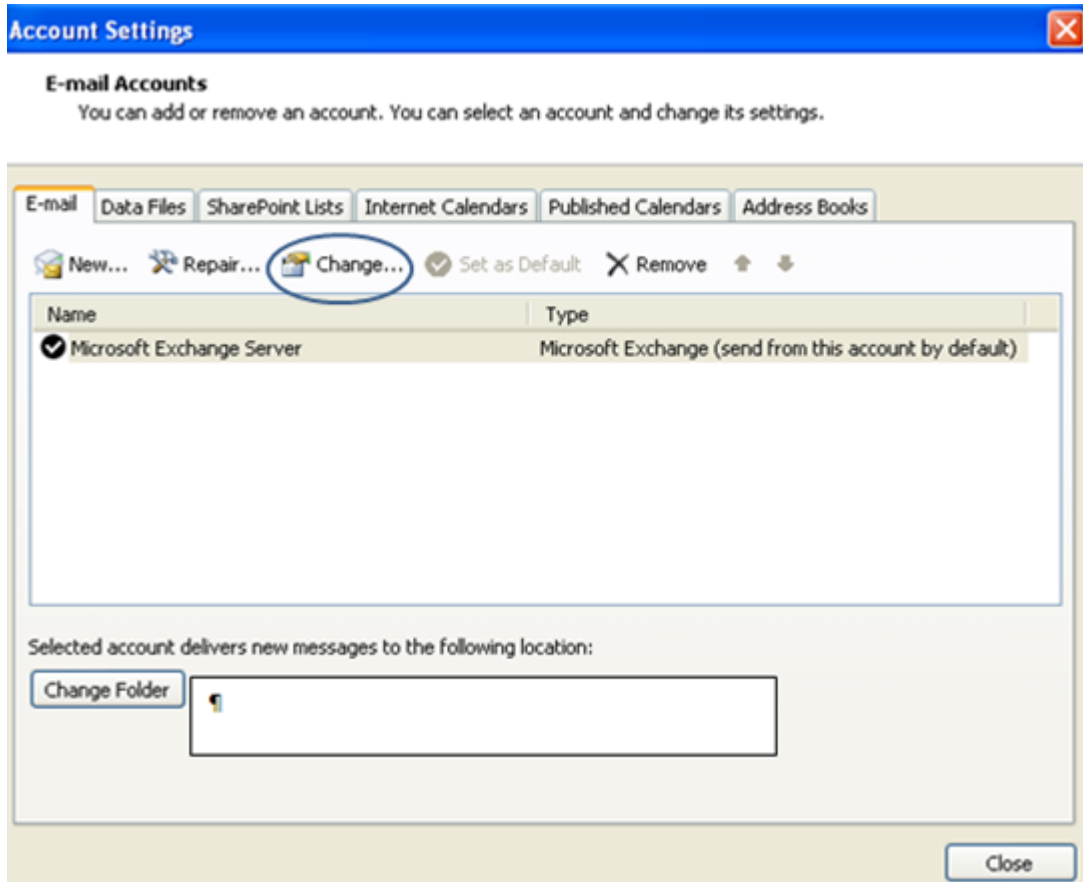 Account Settings
E-mail Accounts
You can add or remove an account. You can select an account and change its settings.
E-mail Data Files SharePoint Lists Internet Calendars Published Calendars Address Books
New... Repair... Change... Set as Default Remove
Name Type
Microsoft Exchange Server Microsoft Exchange (send from this account by default)
Selected account delivers new messages to the following location:
Change Folder ¶
Close